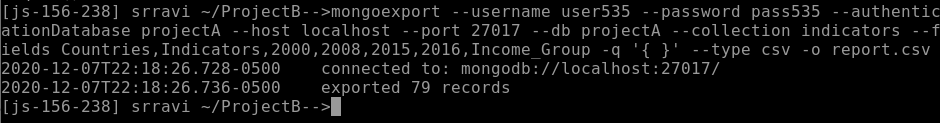 [js-156-238] srravi ~/ProjectB-->mongoexport --username user535 --password pass535 --authentic
ationDatabase projectA --host localhost --port 27017 --db projectA --collection indicators --f
ields Countries,Indicators,2000,2008,2015,2016,Income_Group -q '{ }' --type csv -o report.csv
2020-12-07T22:18:26.728-0500    connected to: mongodb://localhost:27017/
2020-12-07T22:18:26.736-0500    exported 79 records
[js-156-238] srravi ~/ProjectB-->